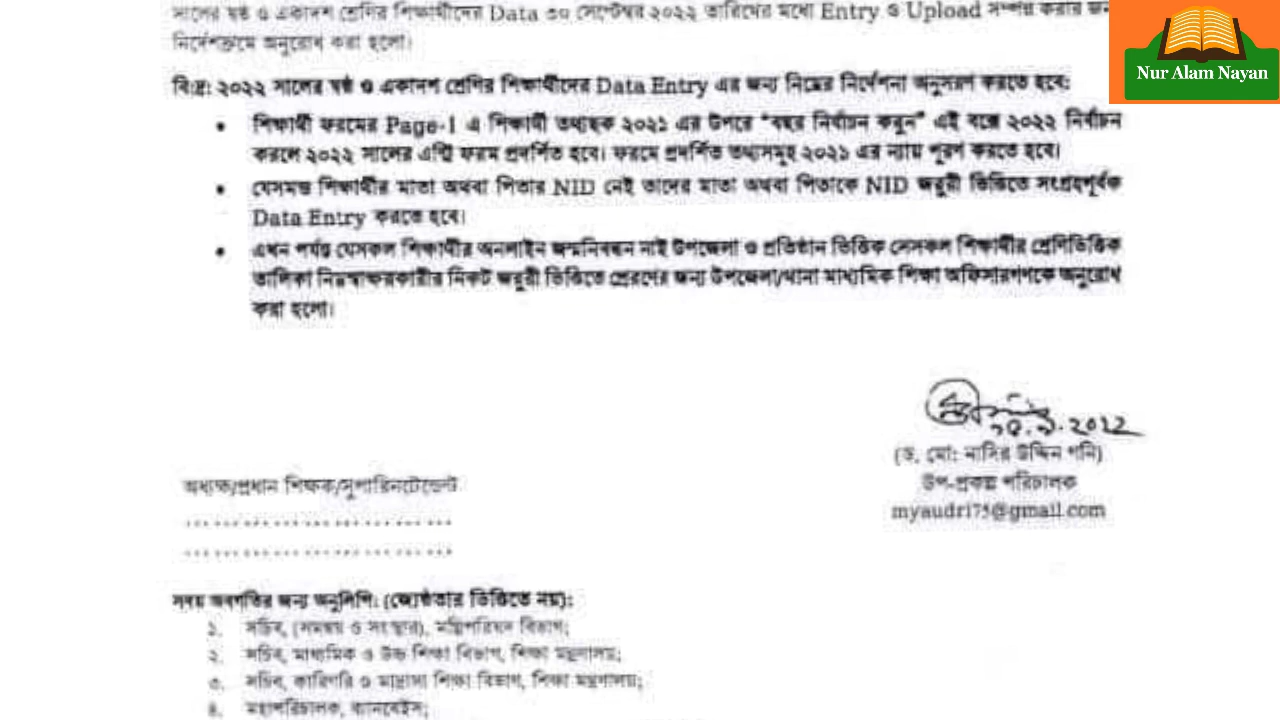 সালের ষষ্ঠ ও একাদশ শ্রেণির শিক্ষার্থীদের Data ৩০ সেপ্টেম্বর ২০২২ তারিখের মধ্যে Entry ও Upload সম্পন্ন করার জন্য
নির্দেশক্রমে অনুরোধ করা হলো।
Nur Alam Nayan
বি:দ্র: ২০২২ সালের ষষ্ঠ ও একাদশ শ্রেণির শিক্ষার্থীদের Data Entry এর জন্য নিম্নের নির্দেশনা অনুসরণ করতে হবে:
• শিক্ষার্থী ফরমের Page-1 এ শিক্ষার্থী তথ্যছক ২০২১ এর উপরে "বছর নির্বাচন করুন" এই বক্সে ২০২২ নির্বাচন
করলে ২০২২ সালের এন্ট্রি ফরম প্রদর্শিত হবে। ফরমে প্রদর্শিত তথ্যসমূহ ২০২১ এর ন্যায় পূরণ করতে হবে।
• যেসমস্ত শিক্ষার্থীর মাতা অথবা পিতার NID নেই তাদের মাতা অথবা পিতাকে NID জরুরী ভিত্তিতে সংগ্রহপূর্বক
Data Entry করতে হবে।
• এখন পর্যন্ত যেসকল শিক্ষার্থীর অনলাইন জন্মনিবন্ধন নাই উপজেলা ও প্রতিষ্ঠান ভিত্তিক সেসকল শিক্ষার্থীর শ্রেণিভিত্তিক
তালিকা নিম্নস্বাক্ষরকারীর নিকট জরুরী ভিত্তিতে প্রেরণের জন্য উপজেলা/থানা মাধ্যমিক শিক্ষা অফিসারগণকে অনুরোধ
করা হলো।
৯.২০২২
(ড. মো: নাসির উদ্দিন গনি)
উপ-প্রকল্প পরিচালক
myaudri75@gmail.com
অধ্যক্ষ/প্রধান শিক্ষক/সুপারিনটেন্ডেন্ট
সদয় অবগতির জন্য অনুলিপি: (জ্যেষ্ঠতার ভিত্তিতে নয়):
১. সচিব, (সমন্বয় ও সংস্কার), মন্ত্রিপরিষদ বিভাগ;
২. সচিব, মাধ্যমিক ও উচ্চ শিক্ষা বিভাগ, শিক্ষা মন্ত্রণালয়;
৩. সচিব, কারিগরি ও মাদ্রাসা শিক্ষা বিভাগ, শিক্ষা মন্ত্রণালয়;
৪. মহাপরিচালক, ব্যানবেইস;